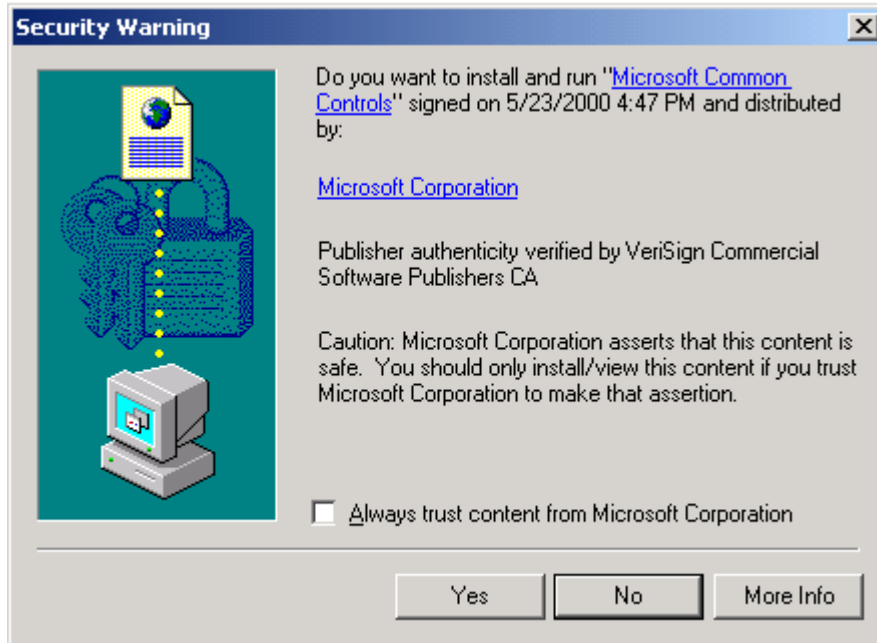 Security Warning
Do you want to install and run "Microsoft Common
Controls" signed on 5/23/2000 4:47 PM and distributed
by:
Microsoft Corporation
Publisher authenticity verified by VeriSign Commercial
Software Publishers CA
Caution: Microsoft Corporation asserts that this content is
safe.  You should only install/view this content if you trust
Microsoft Corporation to make that assertion.
Always trust content from Microsoft Corporation
Yes
No
More Info